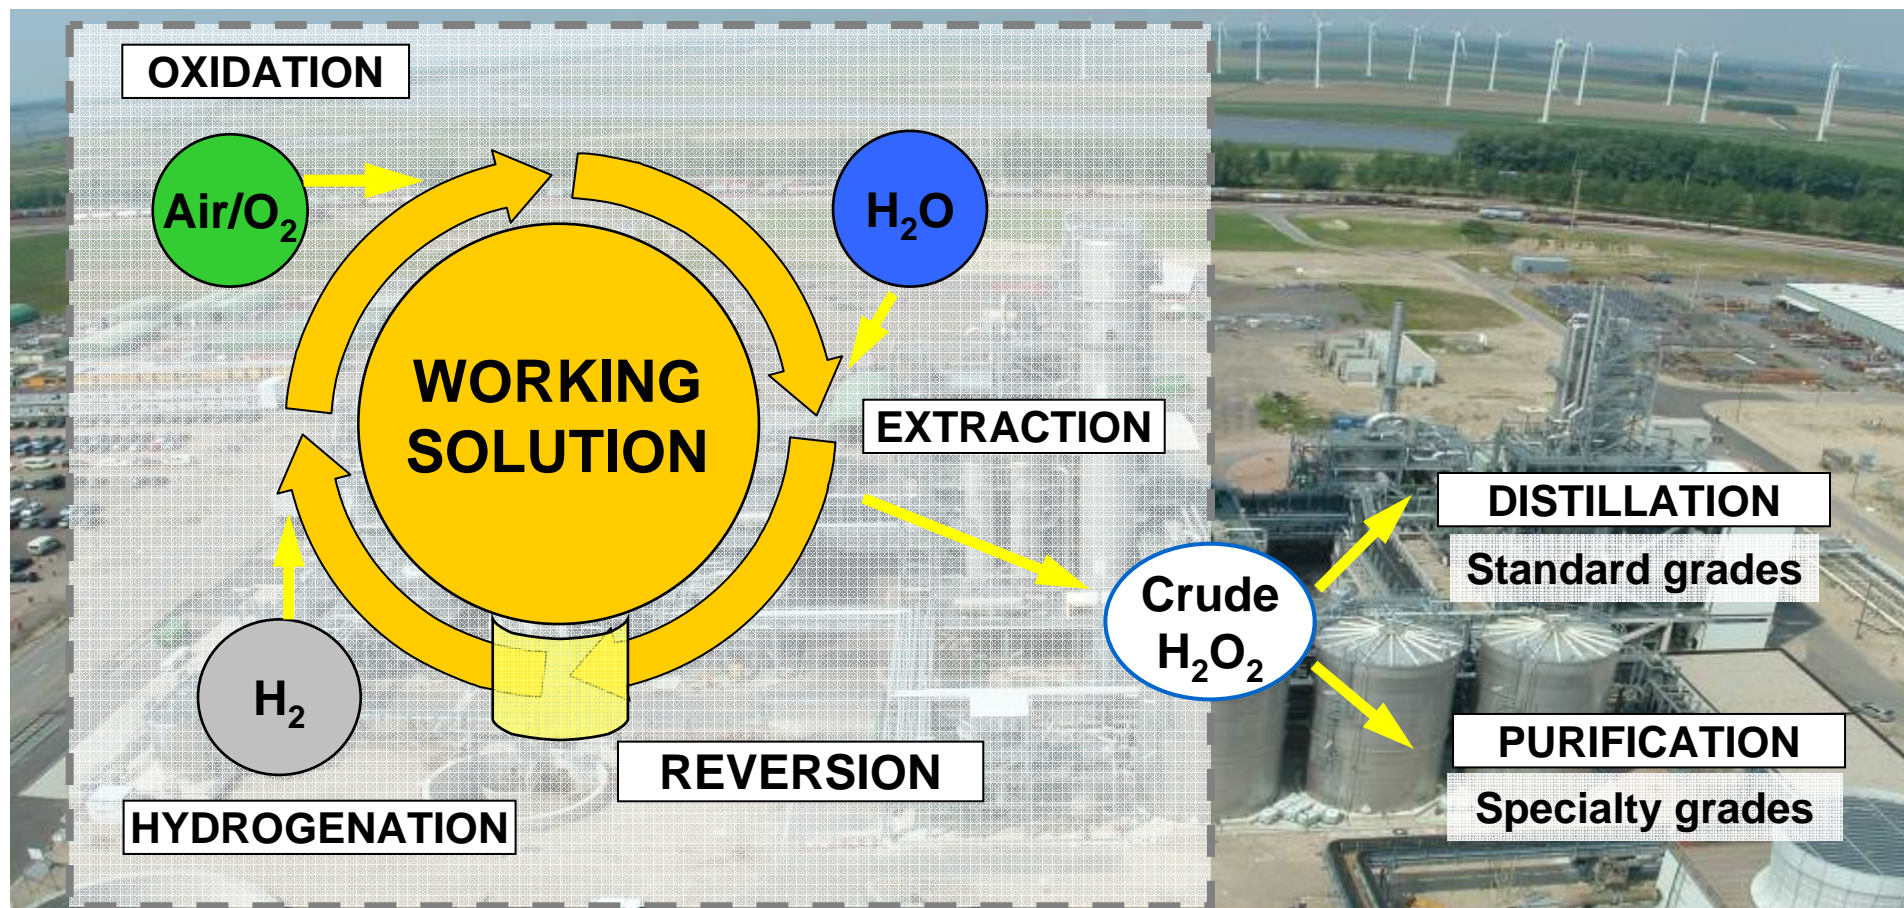 OXIDATION
Air/O₂
H₂O
WORKING
SOLUTION
EXTRACTION
DISTILLATION
Standard grades
Crude
H₂O₂
H₂
REVERSION
PURIFICATION
Specialty grades
HYDROGENATION